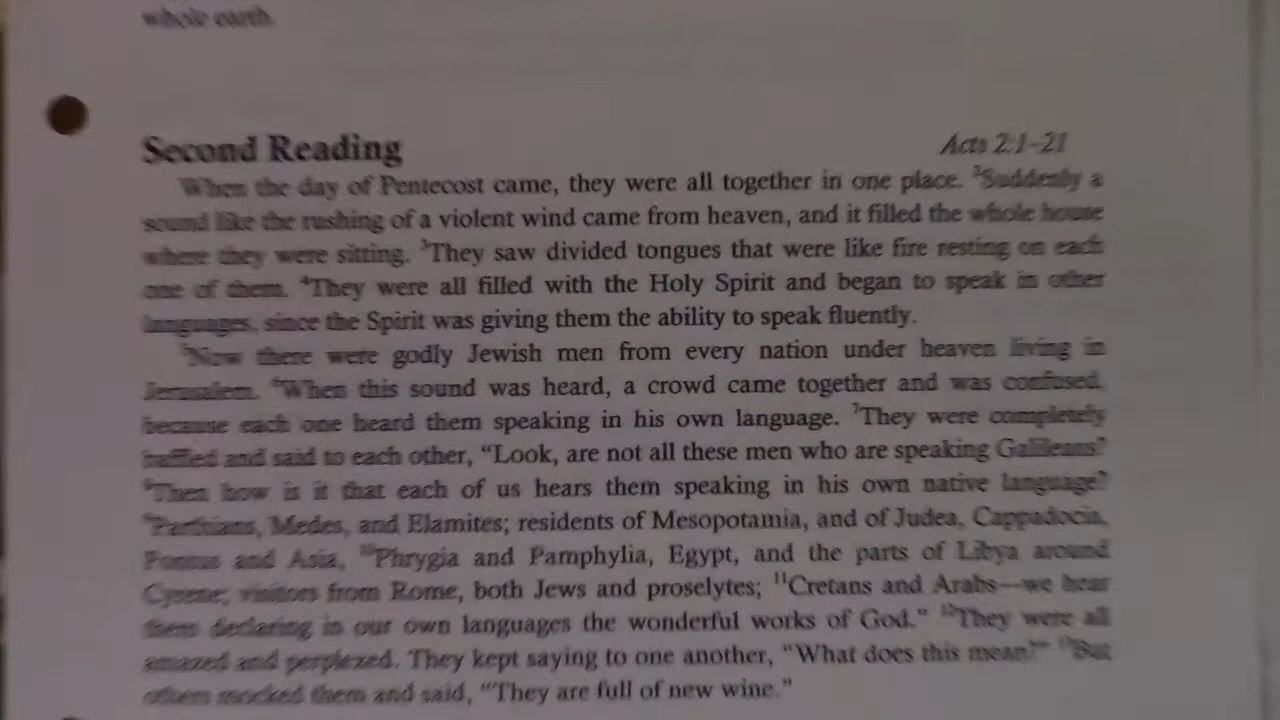 whole earth.
Second Reading
Acts 2:1–21
When the day of Pentecost came, they were all together in one place. ²Suddenly a
sound like the rushing of a violent wind came from heaven, and it filled the whole house
where they were sitting. ³They saw divided tongues that were like fire resting on each
one of them. ⁴They were all filled with the Holy Spirit and began to speak in other
languages, since the Spirit was giving them the ability to speak fluently.
⁵Now there were godly Jewish men from every nation under heaven living in
Jerusalem. ⁶When this sound was heard, a crowd came together and was confused,
because each one heard them speaking in his own language. ⁷They were completely
baffled and said to each other, “Look, are not all these men who are speaking Galileans?
⁸Then how is it that each of us hears them speaking in his own native language?
⁹Parthians, Medes, and Elamites; residents of Mesopotamia, and of Judea, Cappadocia,
Pontus and Asia, ¹⁰Phrygia and Pamphylia, Egypt, and the parts of Libya around
Cyrene; visitors from Rome, both Jews and proselytes; ¹¹Cretans and Arabs—we hear
them declaring in our own languages the wonderful works of God.” ¹²They were all
amazed and perplexed. They kept saying to one another, “What does this mean?” ¹³But
others mocked them and said, “They are full of new wine.”